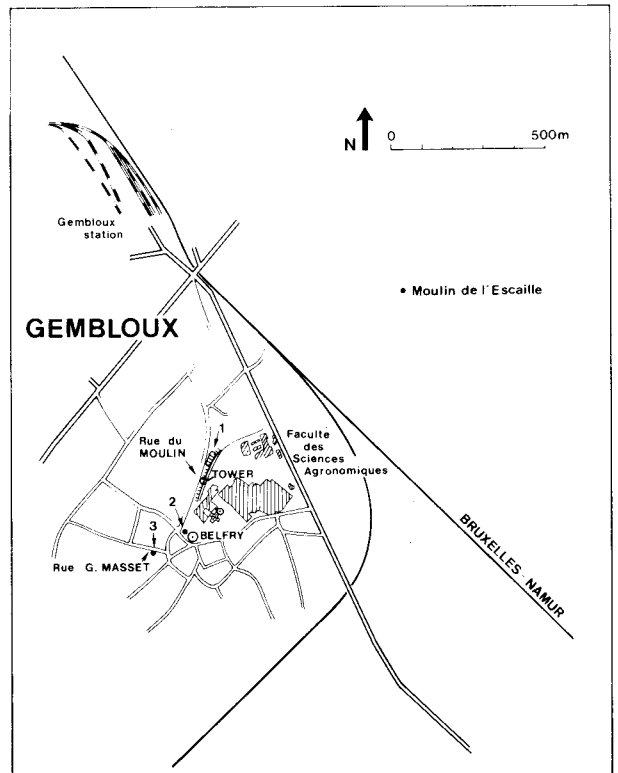 N
0
500m
Gembloux
station
Moulin de l'Escaille
GEMBLOUX
1
Rue du
MOULIN
Faculte
des
Sciences
Agronomiques
TOWER
2
BELFRY
3
Rue G. MASSET
BRUXELLES-NAMUR